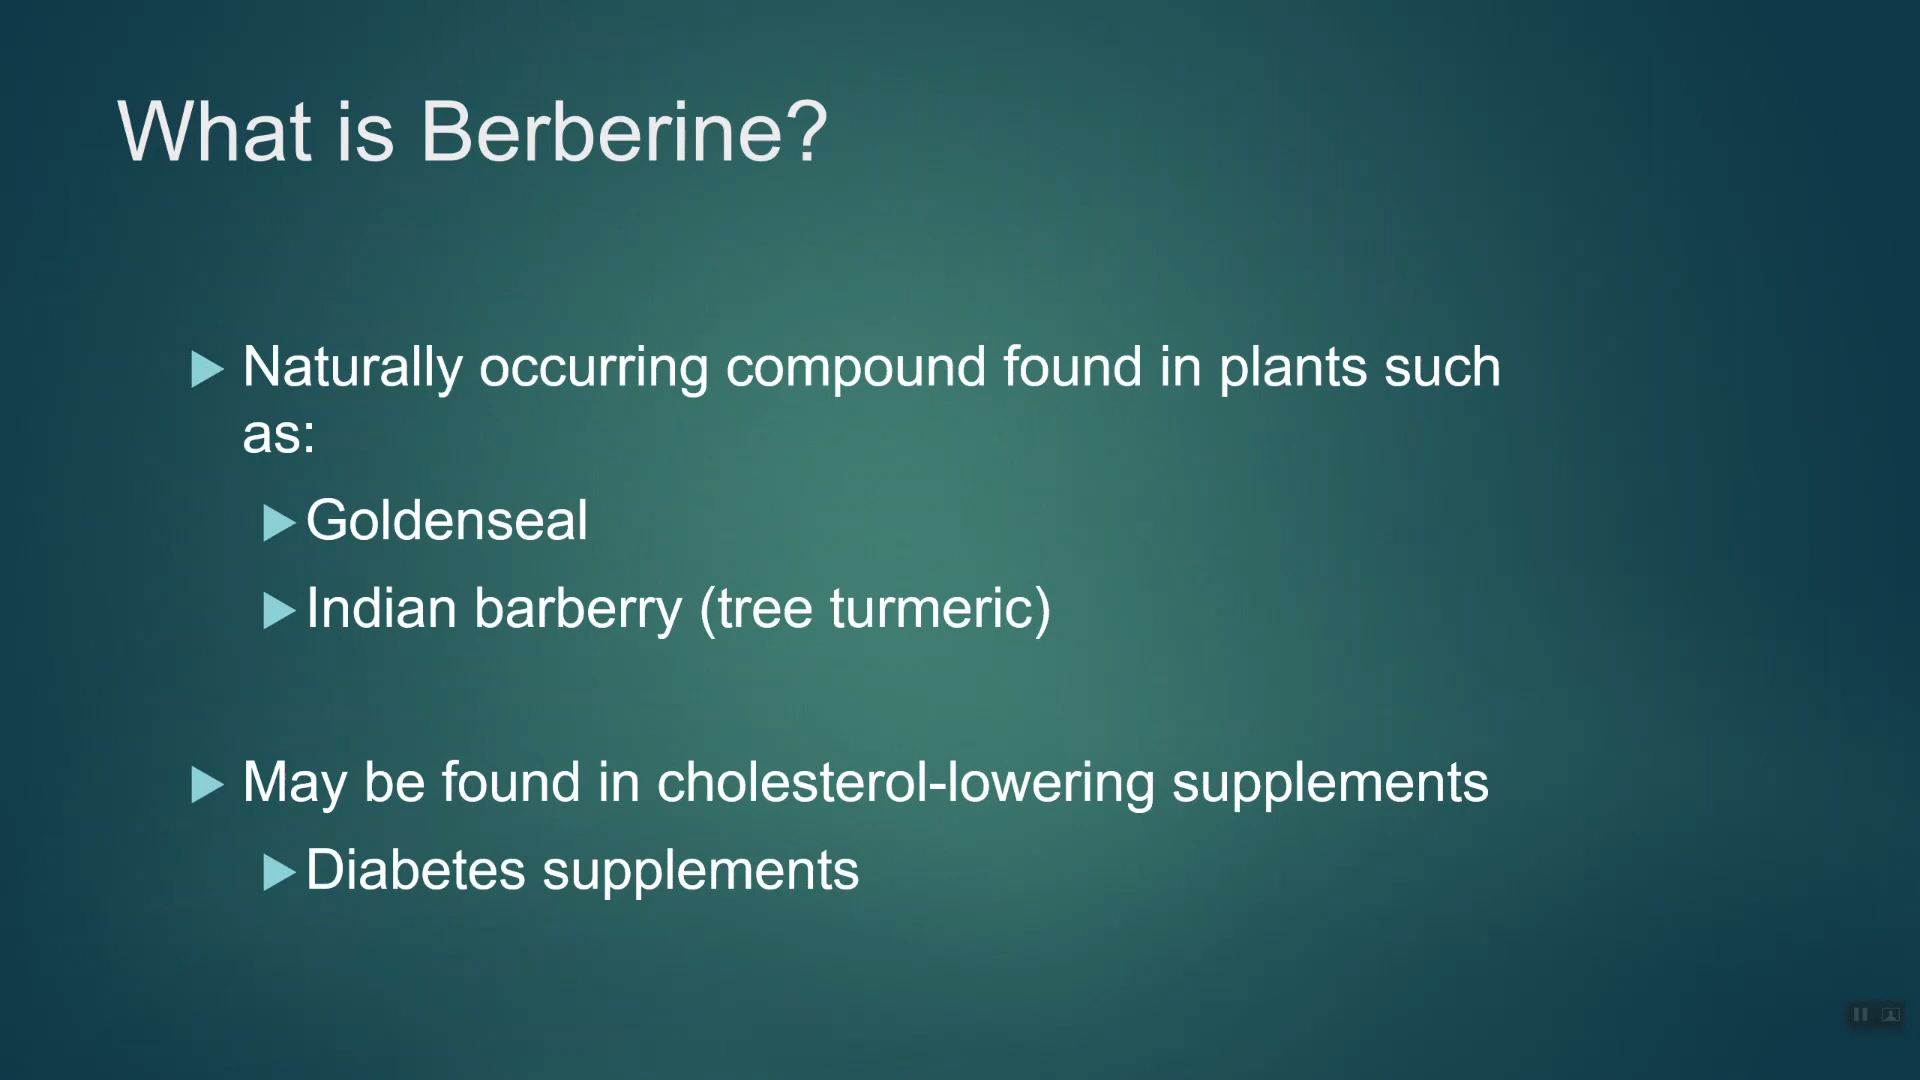 What is Berberine?
Naturally occurring compound found in plants such
as:
Goldenseal
Indian barberry (tree turmeric)
May be found in cholesterol-lowering supplements
Diabetes supplements